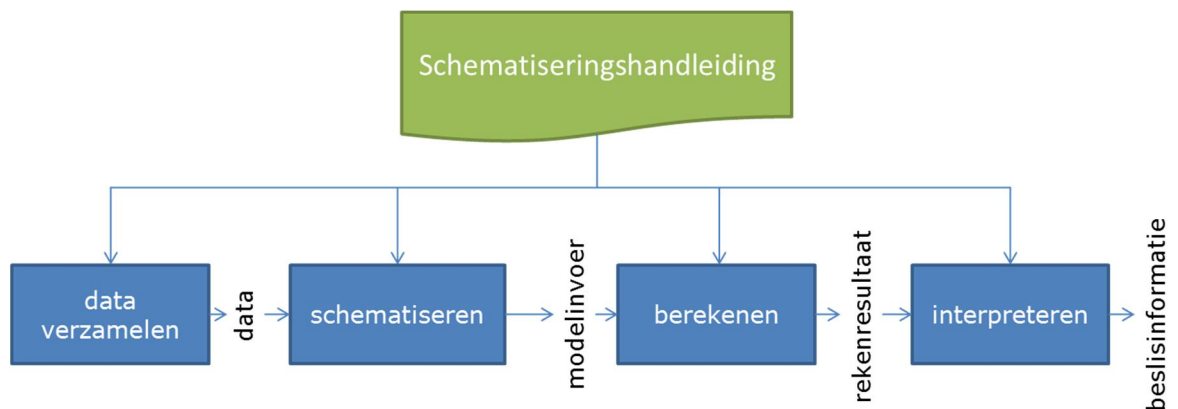 Schematiseringshandleiding
data
verzamelen
data
schematiseren
modelinvoer
berekenen
rekenresultaat
interpreteren
beslisinformatie